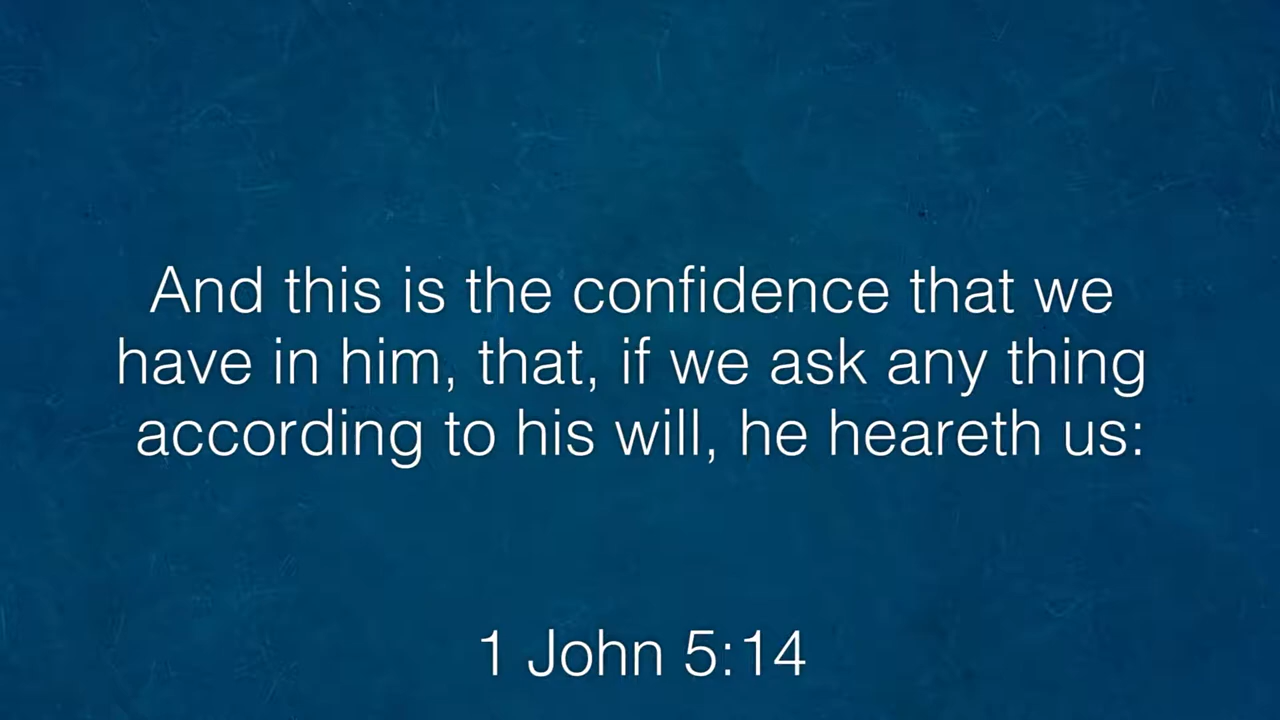 And this is the confidence that we
have in him, that, if we ask any thing
according to his will, he heareth us:
1 John 5:14